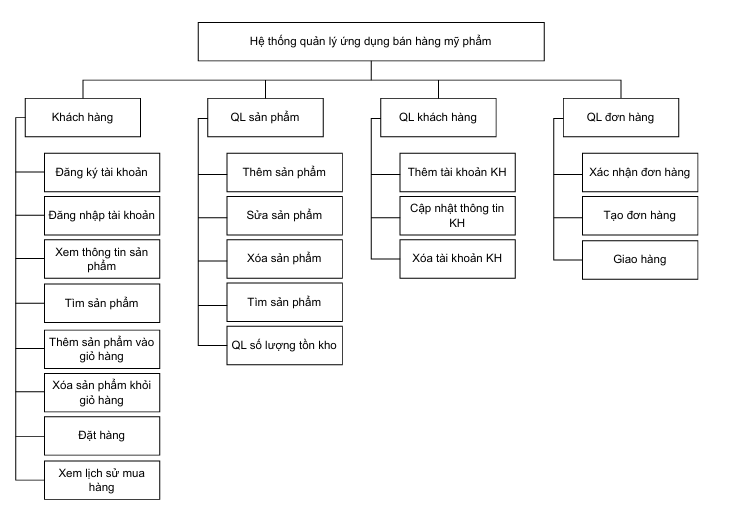 Hệ thống quản lý ứng dụng bán hàng mỹ phẩm
Khách hàng
Đăng ký tài khoản
Đăng nhập tài khoản
Xem thông tin sản
phẩm
Tìm sản phẩm
Thêm sản phẩm vào
giỏ hàng
Xóa sản phẩm khỏi
giỏ hàng
Đặt hàng
Xem lịch sử mua
hàng
QL sản phẩm
Thêm sản phẩm
Sửa sản phẩm
Xóa sản phẩm
Tìm sản phẩm
QL số lượng tồn kho
QL khách hàng
Thêm tài khoản KH
Cập nhật thông tin
KH
Xóa tài khoản KH
QL đơn hàng
Xác nhận đơn hàng
Tạo đơn hàng
Giao hàng